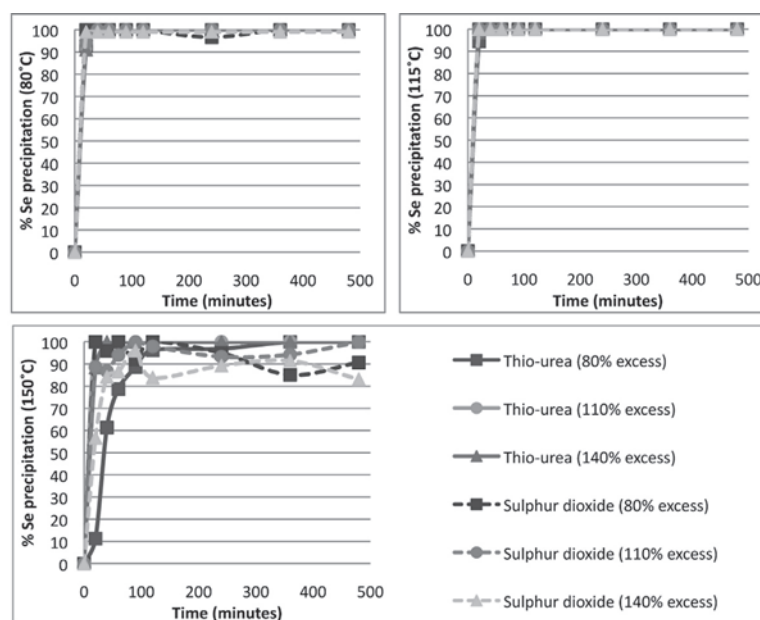 % Se precipitation (80˚C)
100
90
80
70
60
50
40
30
20
10
0
0 100 200 300 400 500
Time (minutes)
% Se precipitation (115˚C)
100
90
80
70
60
50
40
30
20
10
0
0 100 200 300 400 500
Time (minutes)
% Se precipitation (150˚C)
100
90
80
70
60
50
40
30
20
10
0
0 100 200 300 400 500
Time (minutes)
Thio-urea (80% excess)
Thio-urea (110% excess)
Thio-urea (140% excess)
Sulphur dioxide (80% excess)
Sulphur dioxide (110% excess)
Sulphur dioxide (140% excess)